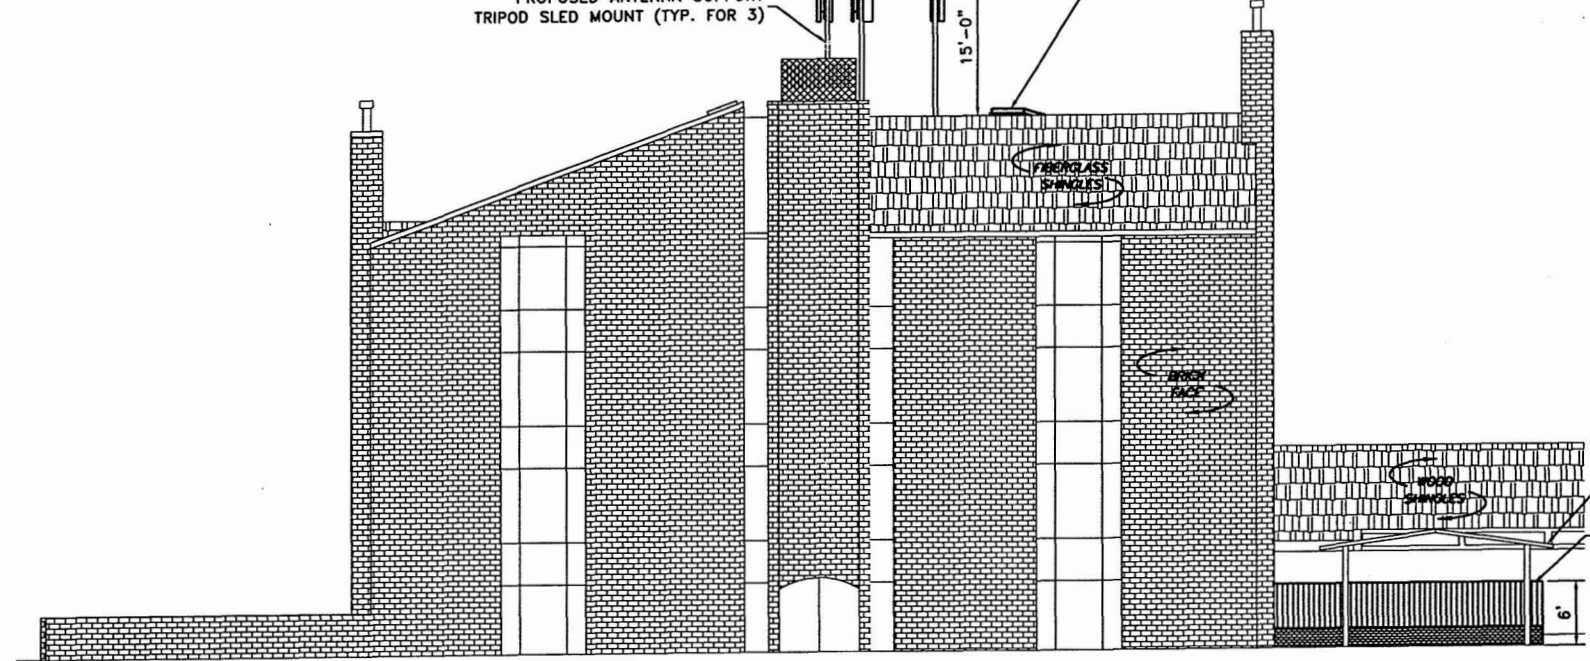 PROPOSED ANTENNA SUPPORT
TRIPOD SLED MOUNT (TYP. FOR 3)
15'-0"
FIBERGLASS
SHINGLES
BRICK
FACE
WOOD
SHINGLES
6'